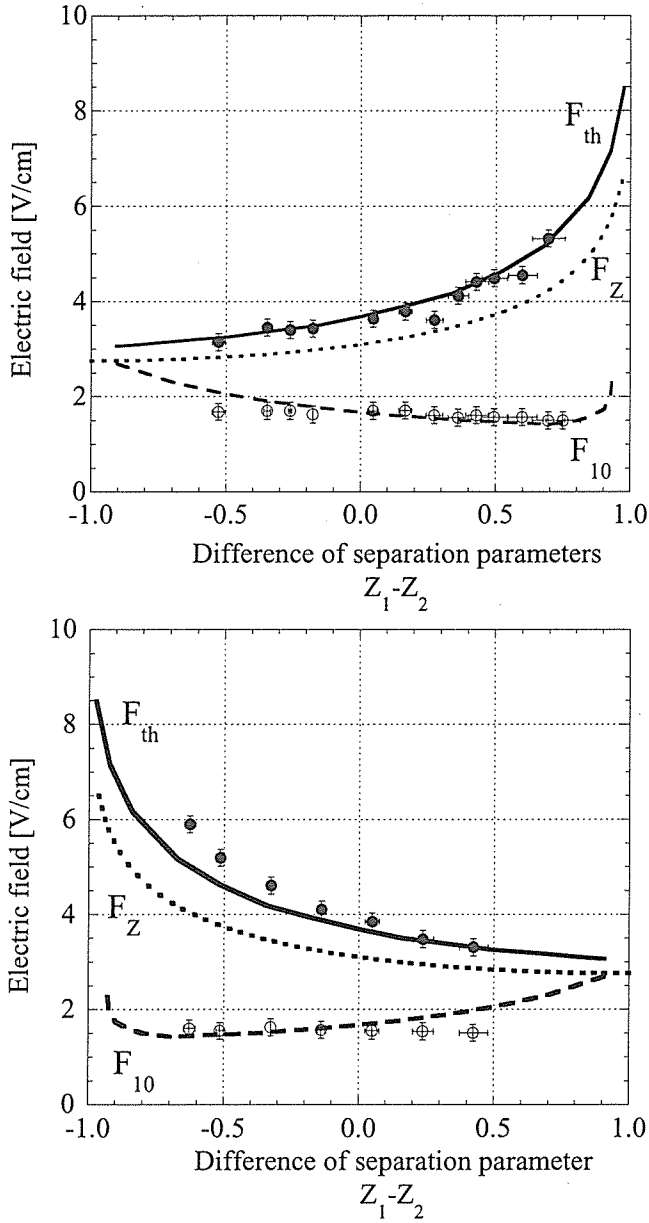 10
8
6
4
2
0
Electric field [V/cm]
F_th
F_Z
F_10
-1.0 -0.5 0.0 0.5 1.0
Difference of separation parameters
Z_1-Z_2
10
8
6
4
2
0
Electric field [V/cm]
F_th
F_Z
F_10
-1.0 -0.5 0.0 0.5 1.0
Difference of separation parameter
Z_1-Z_2